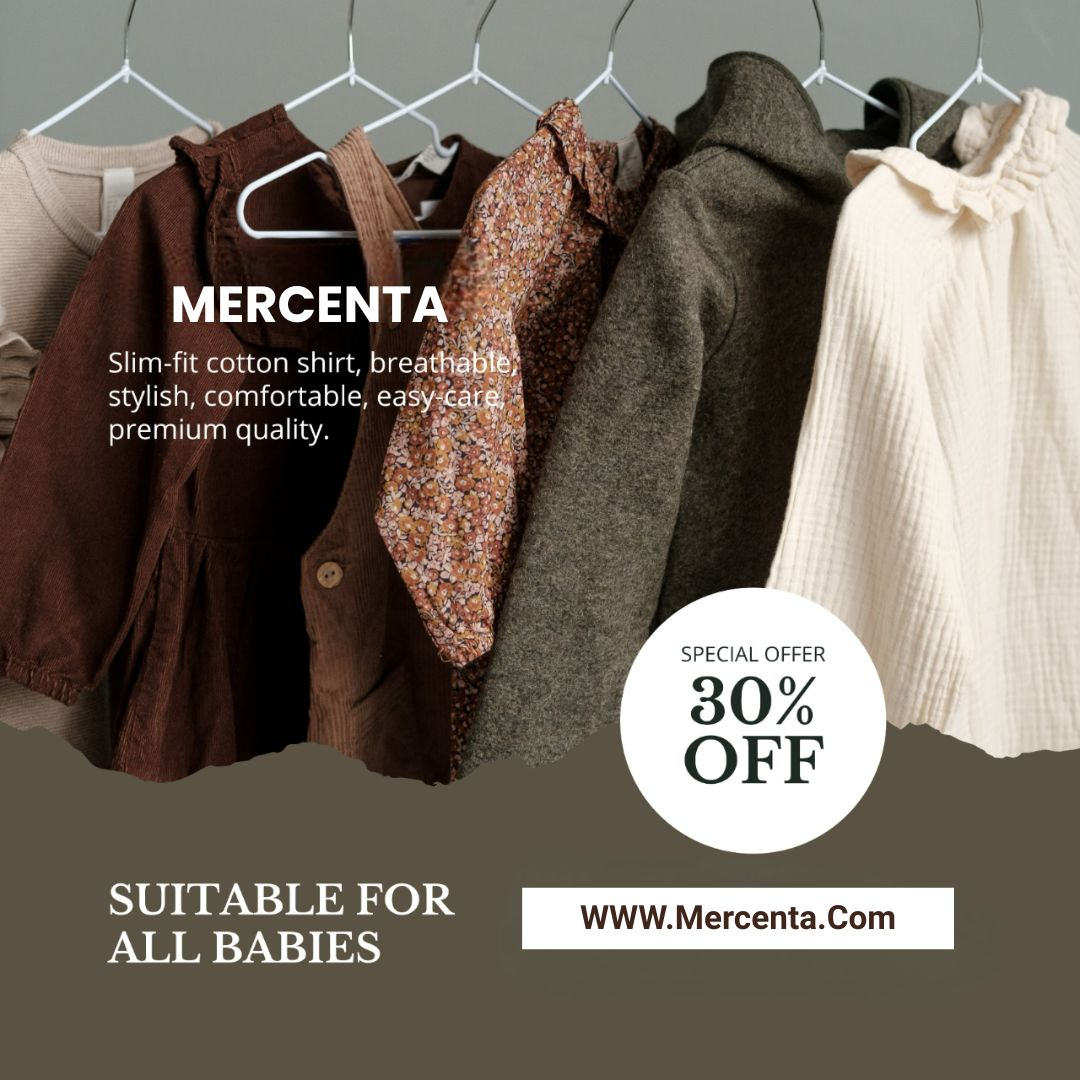 MERCENTA
Slim-fit cotton shirt, breathable,
stylish, comfortable, easy-care,
premium quality.
SPECIAL OFFER
30%
OFF
SUITABLE FOR
ALL BABIES
WWW.Mercenta.Com